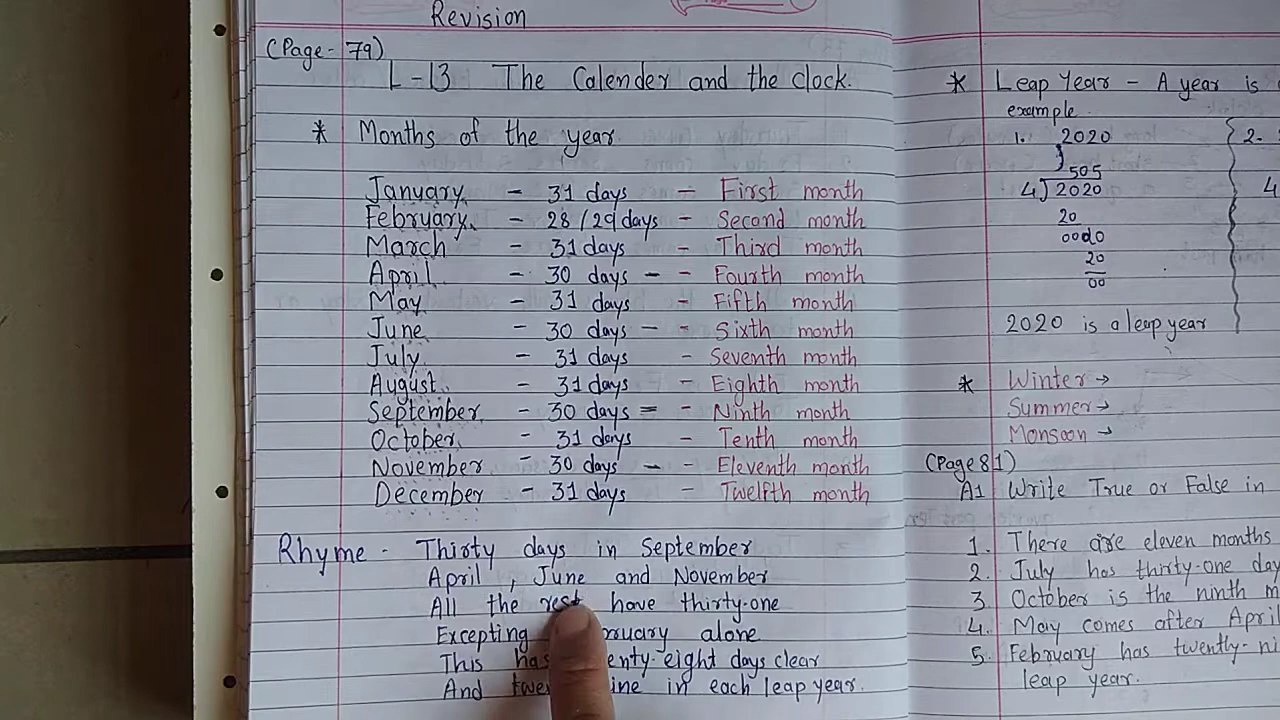 Revision
(Page - 79)
L-13 The Calender and the clock.
* Months of the year.
January - 31 days - First month
February - 28/29 days - Second month
March - 31 days - Third month
April - 30 days - - Fourth month
May - 31 days - Fifth month
June - 30 days - - Sixth month
July - 31 days - Seventh month
August - 31 days - Eighth month
September - 30 days = - Ninth month
October - 31 days - Tenth month
November - 30 days - - Eleventh month
December - 31 days - Twelfth month
Rhyme - Thirty days in September
April, June and November
All the rest have thirty-one
Excepting alone
This has days clear
And in each leap year.
* Leap Year - A year is
example.
1. 2020
505
4)2020
20
0020
20
00
2020 is a leap year
2.
4
* Winter →
Summer →
Monsoon →
(Page 81)
A1 Write True or False in
1. There are eleven months
2. July has thirty-one
3. October is the ninth
4. May comes after April
5. February has
leap year.